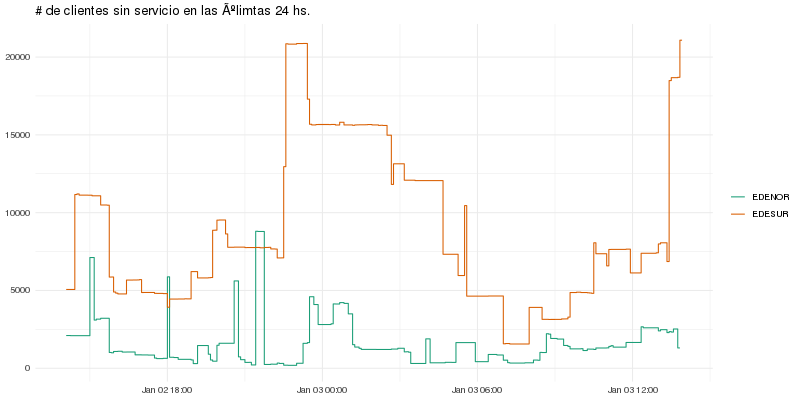 # de clientes sin servicio en las Ãºlimtas 24 hs.
20000
15000
10000
5000
0
EDENOR
EDESUR
Jan 02 18:00
Jan 03 00:00
Jan 03 06:00
Jan 03 12:00